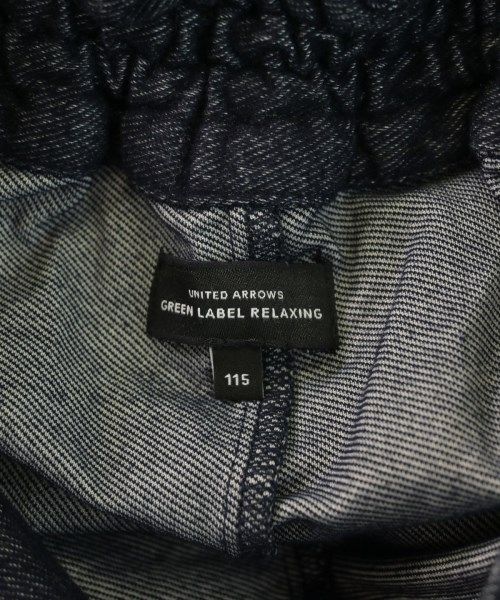 UNITED ARROWS
GREEN LABEL RELAXING
115